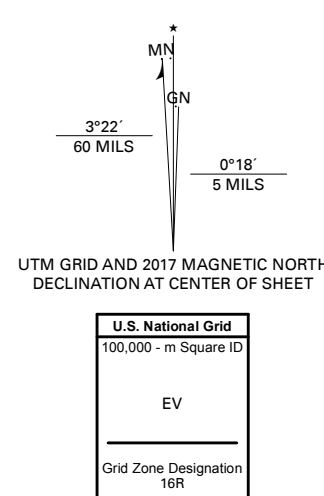 ★
MN
GN
3°22´
60 MILS
0°18´
5 MILS
UTM GRID AND 2017 MAGNETIC NORTH
DECLINATION AT CENTER OF SHEET
U.S. National Grid
100,000 - m Square ID
EV
Grid Zone Designation
16R